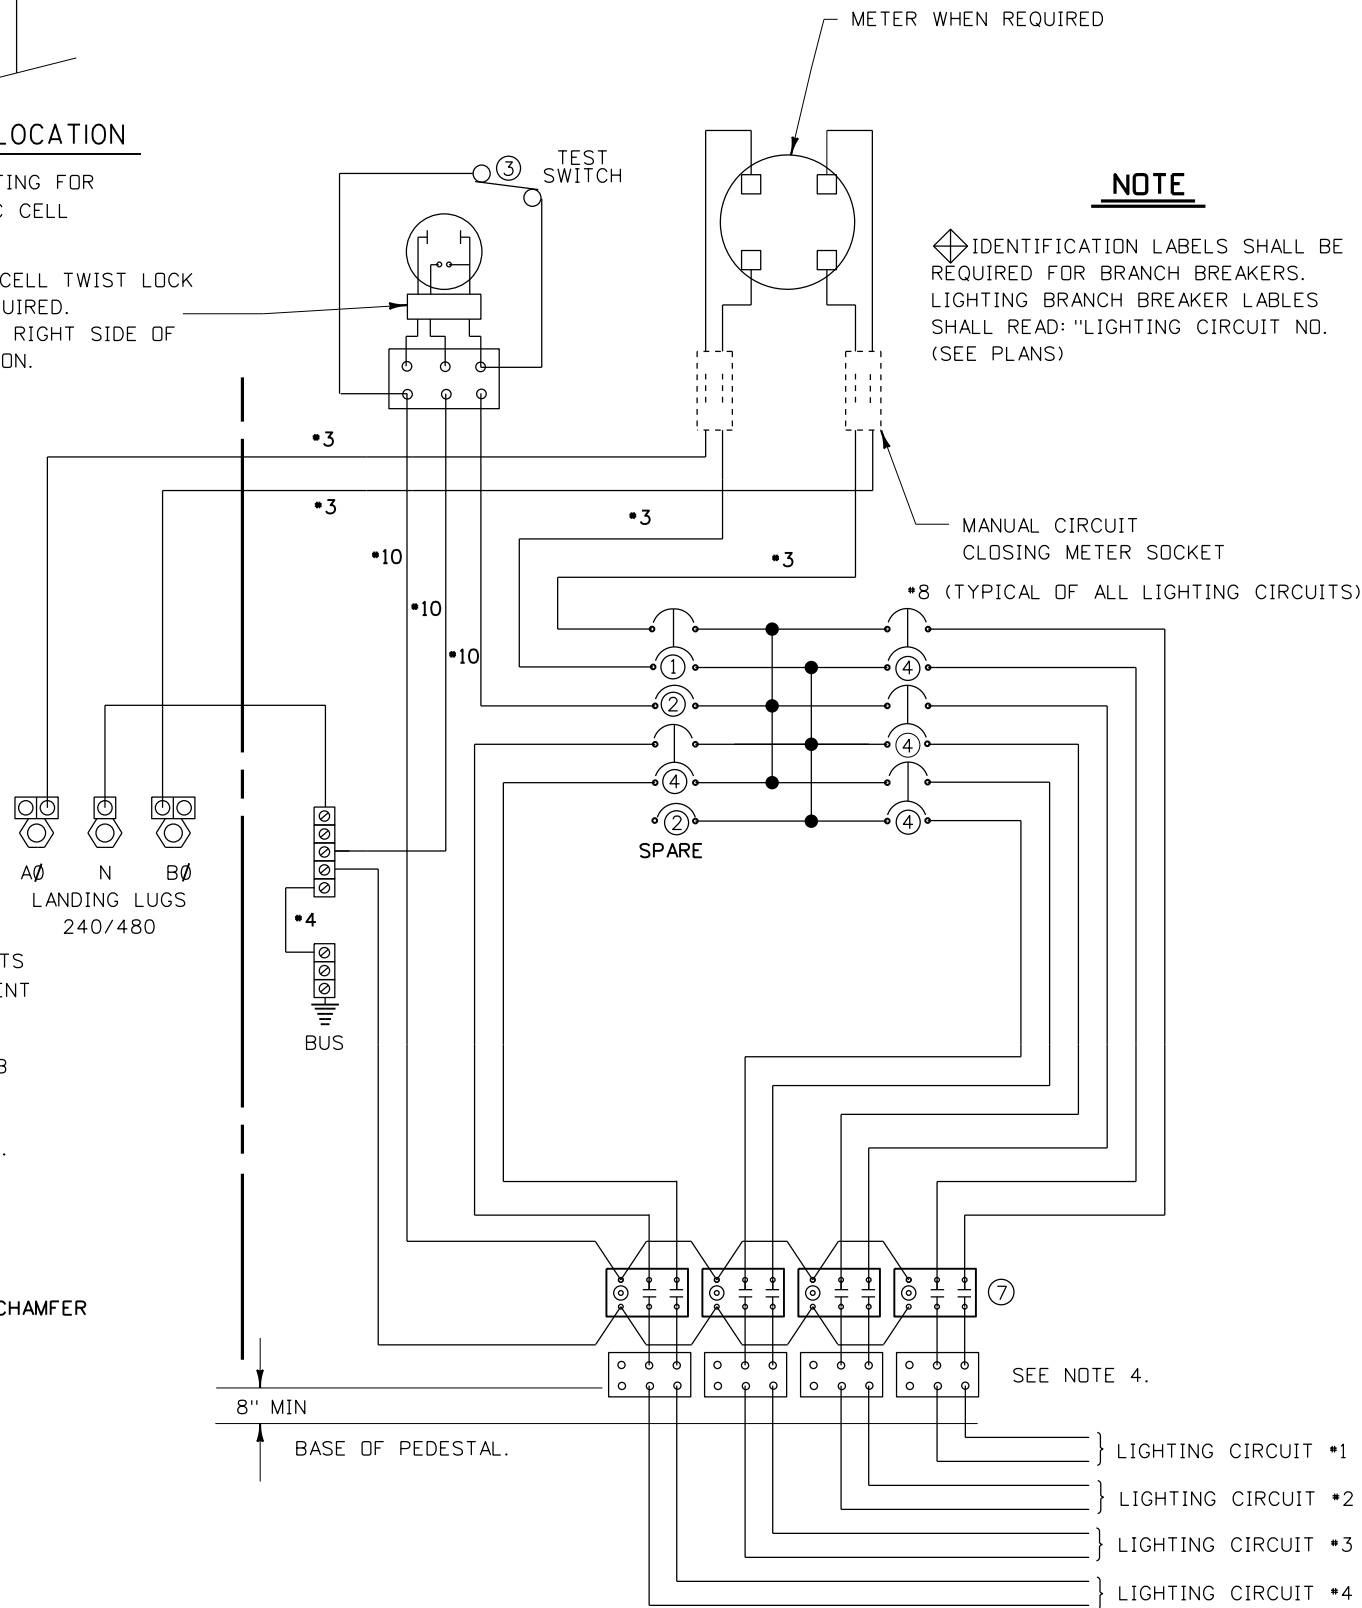 METER WHEN REQUIRED
LOCATION
TING FOR
C CELL
CELL TWIST LOCK
UIRED.
RIGHT SIDE OF
ON.
3
TEST
SWITCH
NOTE
IDENTIFICATION LABELS SHALL BE
REQUIRED FOR BRANCH BREAKERS.
LIGHTING BRANCH BREAKER LABLES
SHALL READ: "LIGHTING CIRCUIT NO.
(SEE PLANS)
#3
#3
#3
#3
#10
#10
#10
MANUAL CIRCUIT
CLOSING METER SOCKET
#8 (TYPICAL OF ALL LIGHTING CIRCUITS)
1
4
2
4
4
2
4
SPARE
AØ
N
BØ
LANDING LUGS
240/480
#4
BUS
TS
ENT
B
.
CHAMFER
7
SEE NOTE 4.
8" MIN
BASE OF PEDESTAL.
LIGHTING CIRCUIT #1
LIGHTING CIRCUIT #2
LIGHTING CIRCUIT #3
LIGHTING CIRCUIT #4